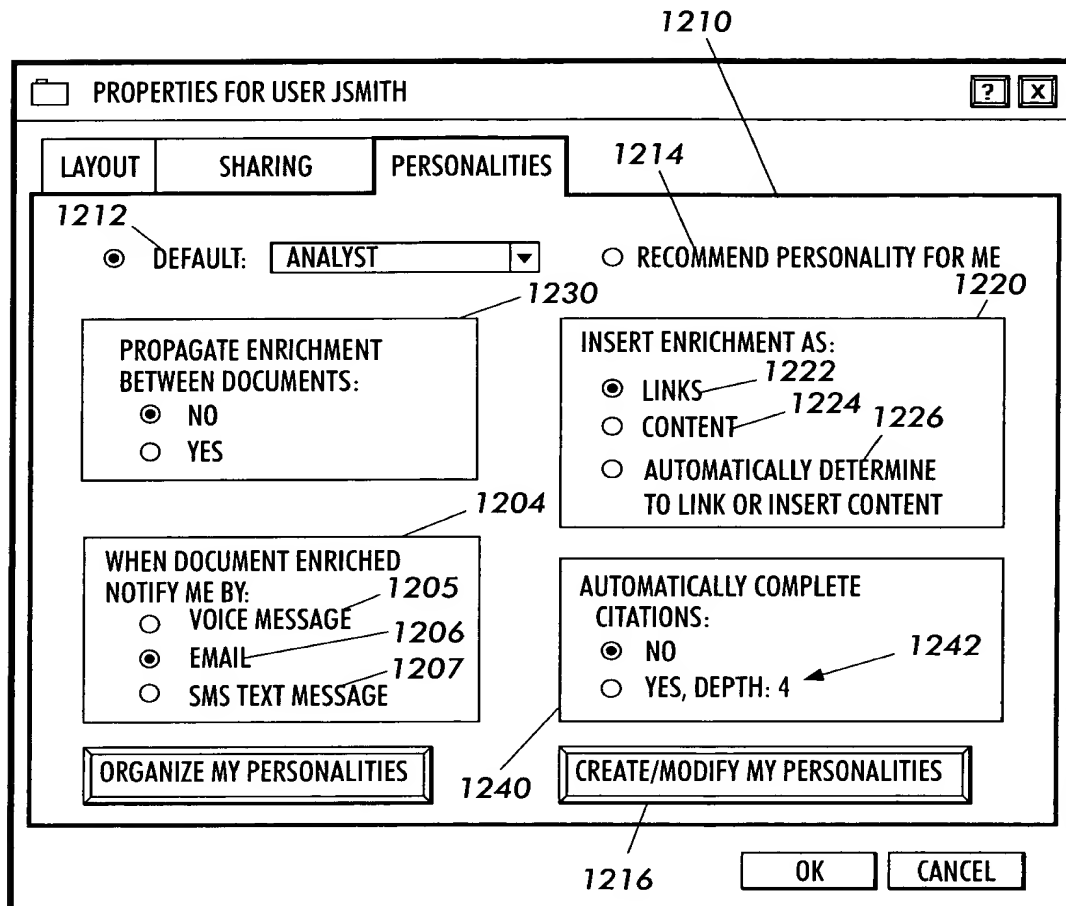 1210
PROPERTIES FOR USER JSMITH ? X
LAYOUT SHARING PERSONALITIES 1214
1212
DEFAULT: ANALYST RECOMMEND PERSONALITY FOR ME
1230 1220
PROPAGATE ENRICHMENT
BETWEEN DOCUMENTS:
NO
YES
INSERT ENRICHMENT AS:
LINKS 1222
CONTENT 1224
1226
AUTOMATICALLY DETERMINE
TO LINK OR INSERT CONTENT
1204
WHEN DOCUMENT ENRICHED
NOTIFY ME BY: 1205
VOICE MESSAGE
1206
EMAIL
1207
SMS TEXT MESSAGE
AUTOMATICALLY COMPLETE
CITATIONS:
NO 1242
YES, DEPTH: 4
ORGANIZE MY PERSONALITIES 1240 CREATE/MODIFY MY PERSONALITIES
1216 OK CANCEL